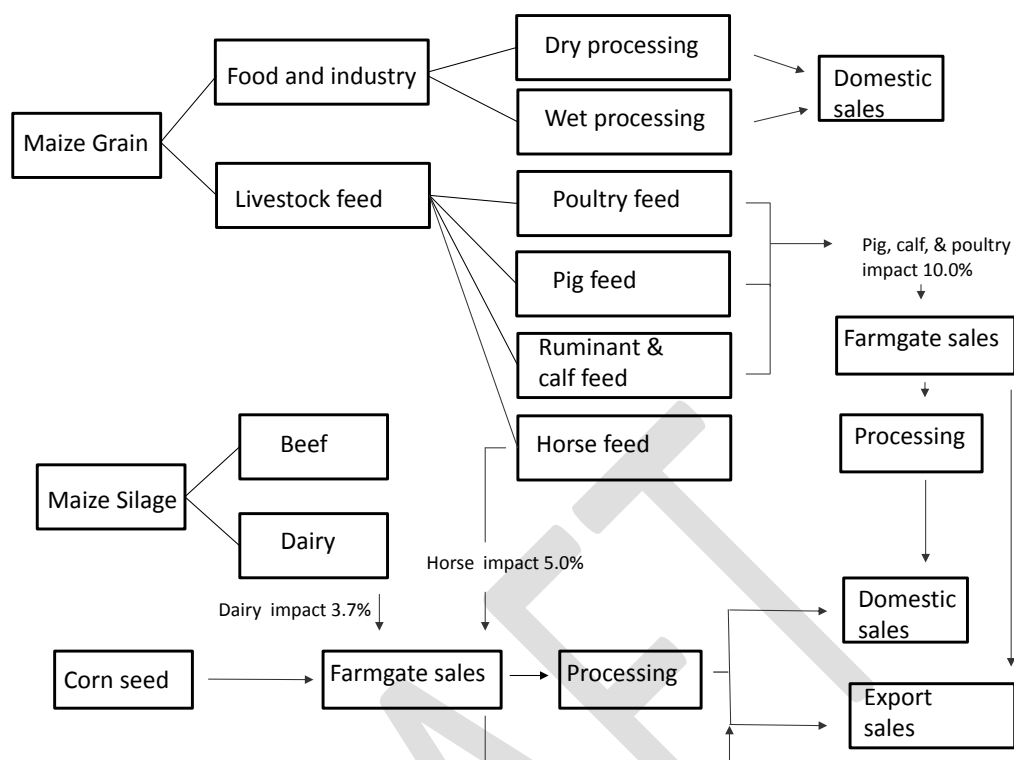 Dry processing
Food and industry
Domestic
sales
Wet processing
Maize Grain
Livestock feed
Poultry feed
Pig, calf, & poultry
impact 10.0%
Pig feed
Farmgate sales
Ruminant &
calf feed
Horse feed
Processing
Beef
Maize Silage
Dairy
Horse  impact 5.0%
Dairy  impact 3.7%
Domestic
sales
Corn seed
Farmgate sales
Processing
Export
sales